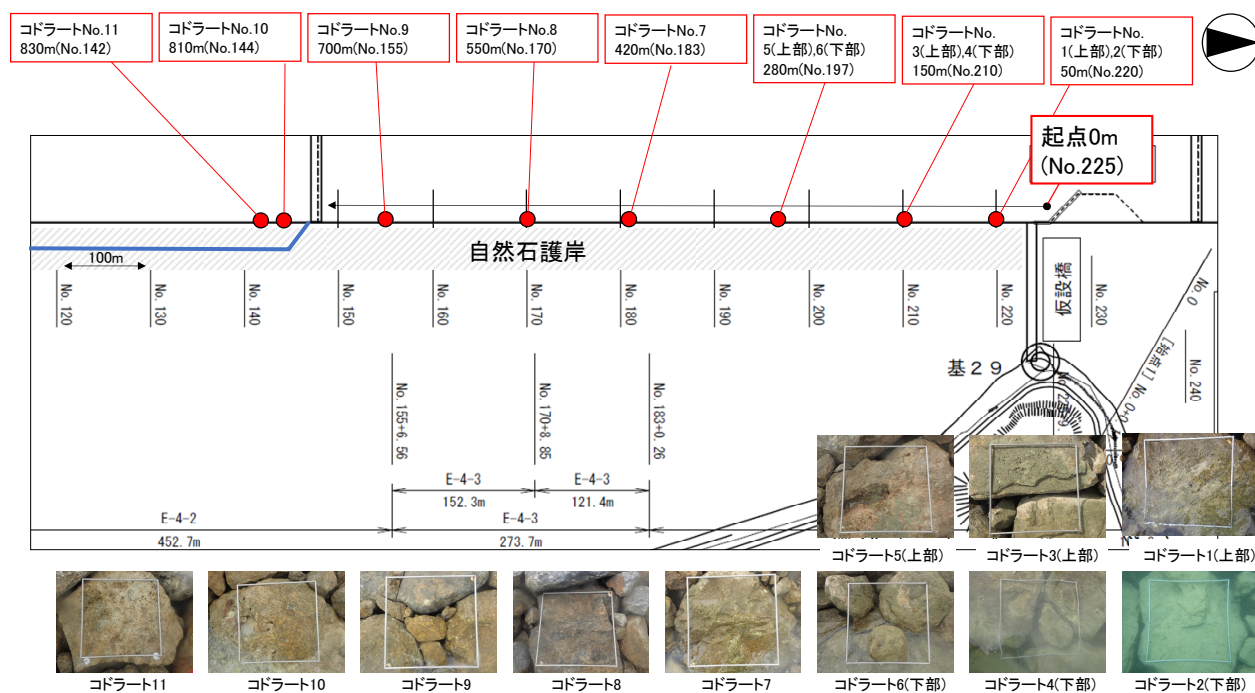 コドラートNo.11
830m(No.142)
コドラートNo.10
810m(No.144)
コドラートNo.9
700m(No.155)
コドラートNo.8
550m(No.170)
コドラートNo.7
420m(No.183)
コドラートNo.
5(上部),6(下部)
280m(No.197)
コドラートNo.
3(上部),4(下部)
150m(No.210)
コドラートNo.
1(上部),2(下部)
50m(No.220)
起点0m
(No.225)
自然石護岸
100m
No. 120
No. 130
No. 140
No. 150
No. 160
No. 170
No. 180
No. 190
No. 200
No. 210
No. 220
仮設橋
No. 230
No. 0
No. 240
基29
No. 155+6.56
No. 170+8.85
No. 183+0.26
E-4-3
152.3m
E-4-3
121.4m
E-4-2
452.7m
E-4-3
273.7m
コドラート5(上部)
コドラート3(上部)
コドラート1(上部)
コドラート11
コドラート10
コドラート9
コドラート8
コドラート7
コドラート6(下部)
コドラート4(下部)
コドラート2(下部)